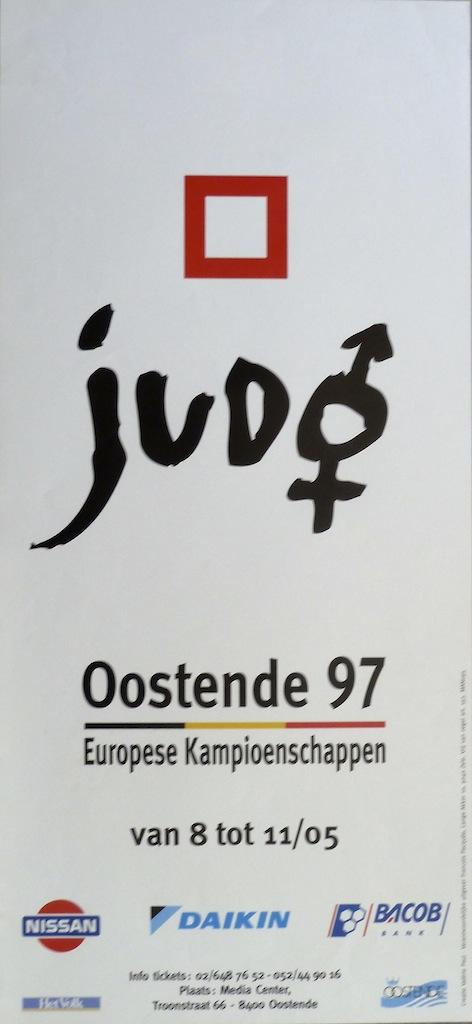 judo
Oostende 97
Europese Kampioenschappen
van 8 tot 11/05
NISSAN
DAIKIN
BACOB
BANK
Info tickets: 02/648 76 52 - 052/44 90 16
Plaats: Media Center,
Troonstraat 66 - 8400 Oostende
Het Volk
OOSTENDE